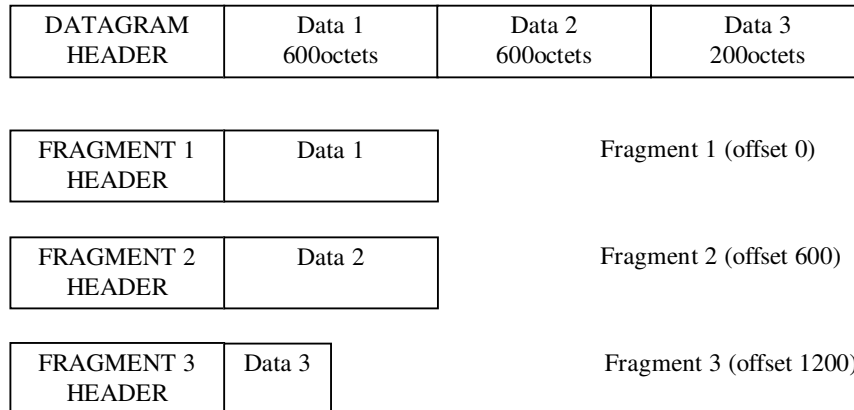 DATAGRAM HEADER
Data 1 600octets
Data 2 600octets
Data 3 200octets
FRAGMENT 1 HEADER
Data 1
Fragment 1 (offset 0)
FRAGMENT 2 HEADER
Data 2
Fragment 2 (offset 600)
FRAGMENT 3 HEADER
Data 3
Fragment 3 (offset 1200)